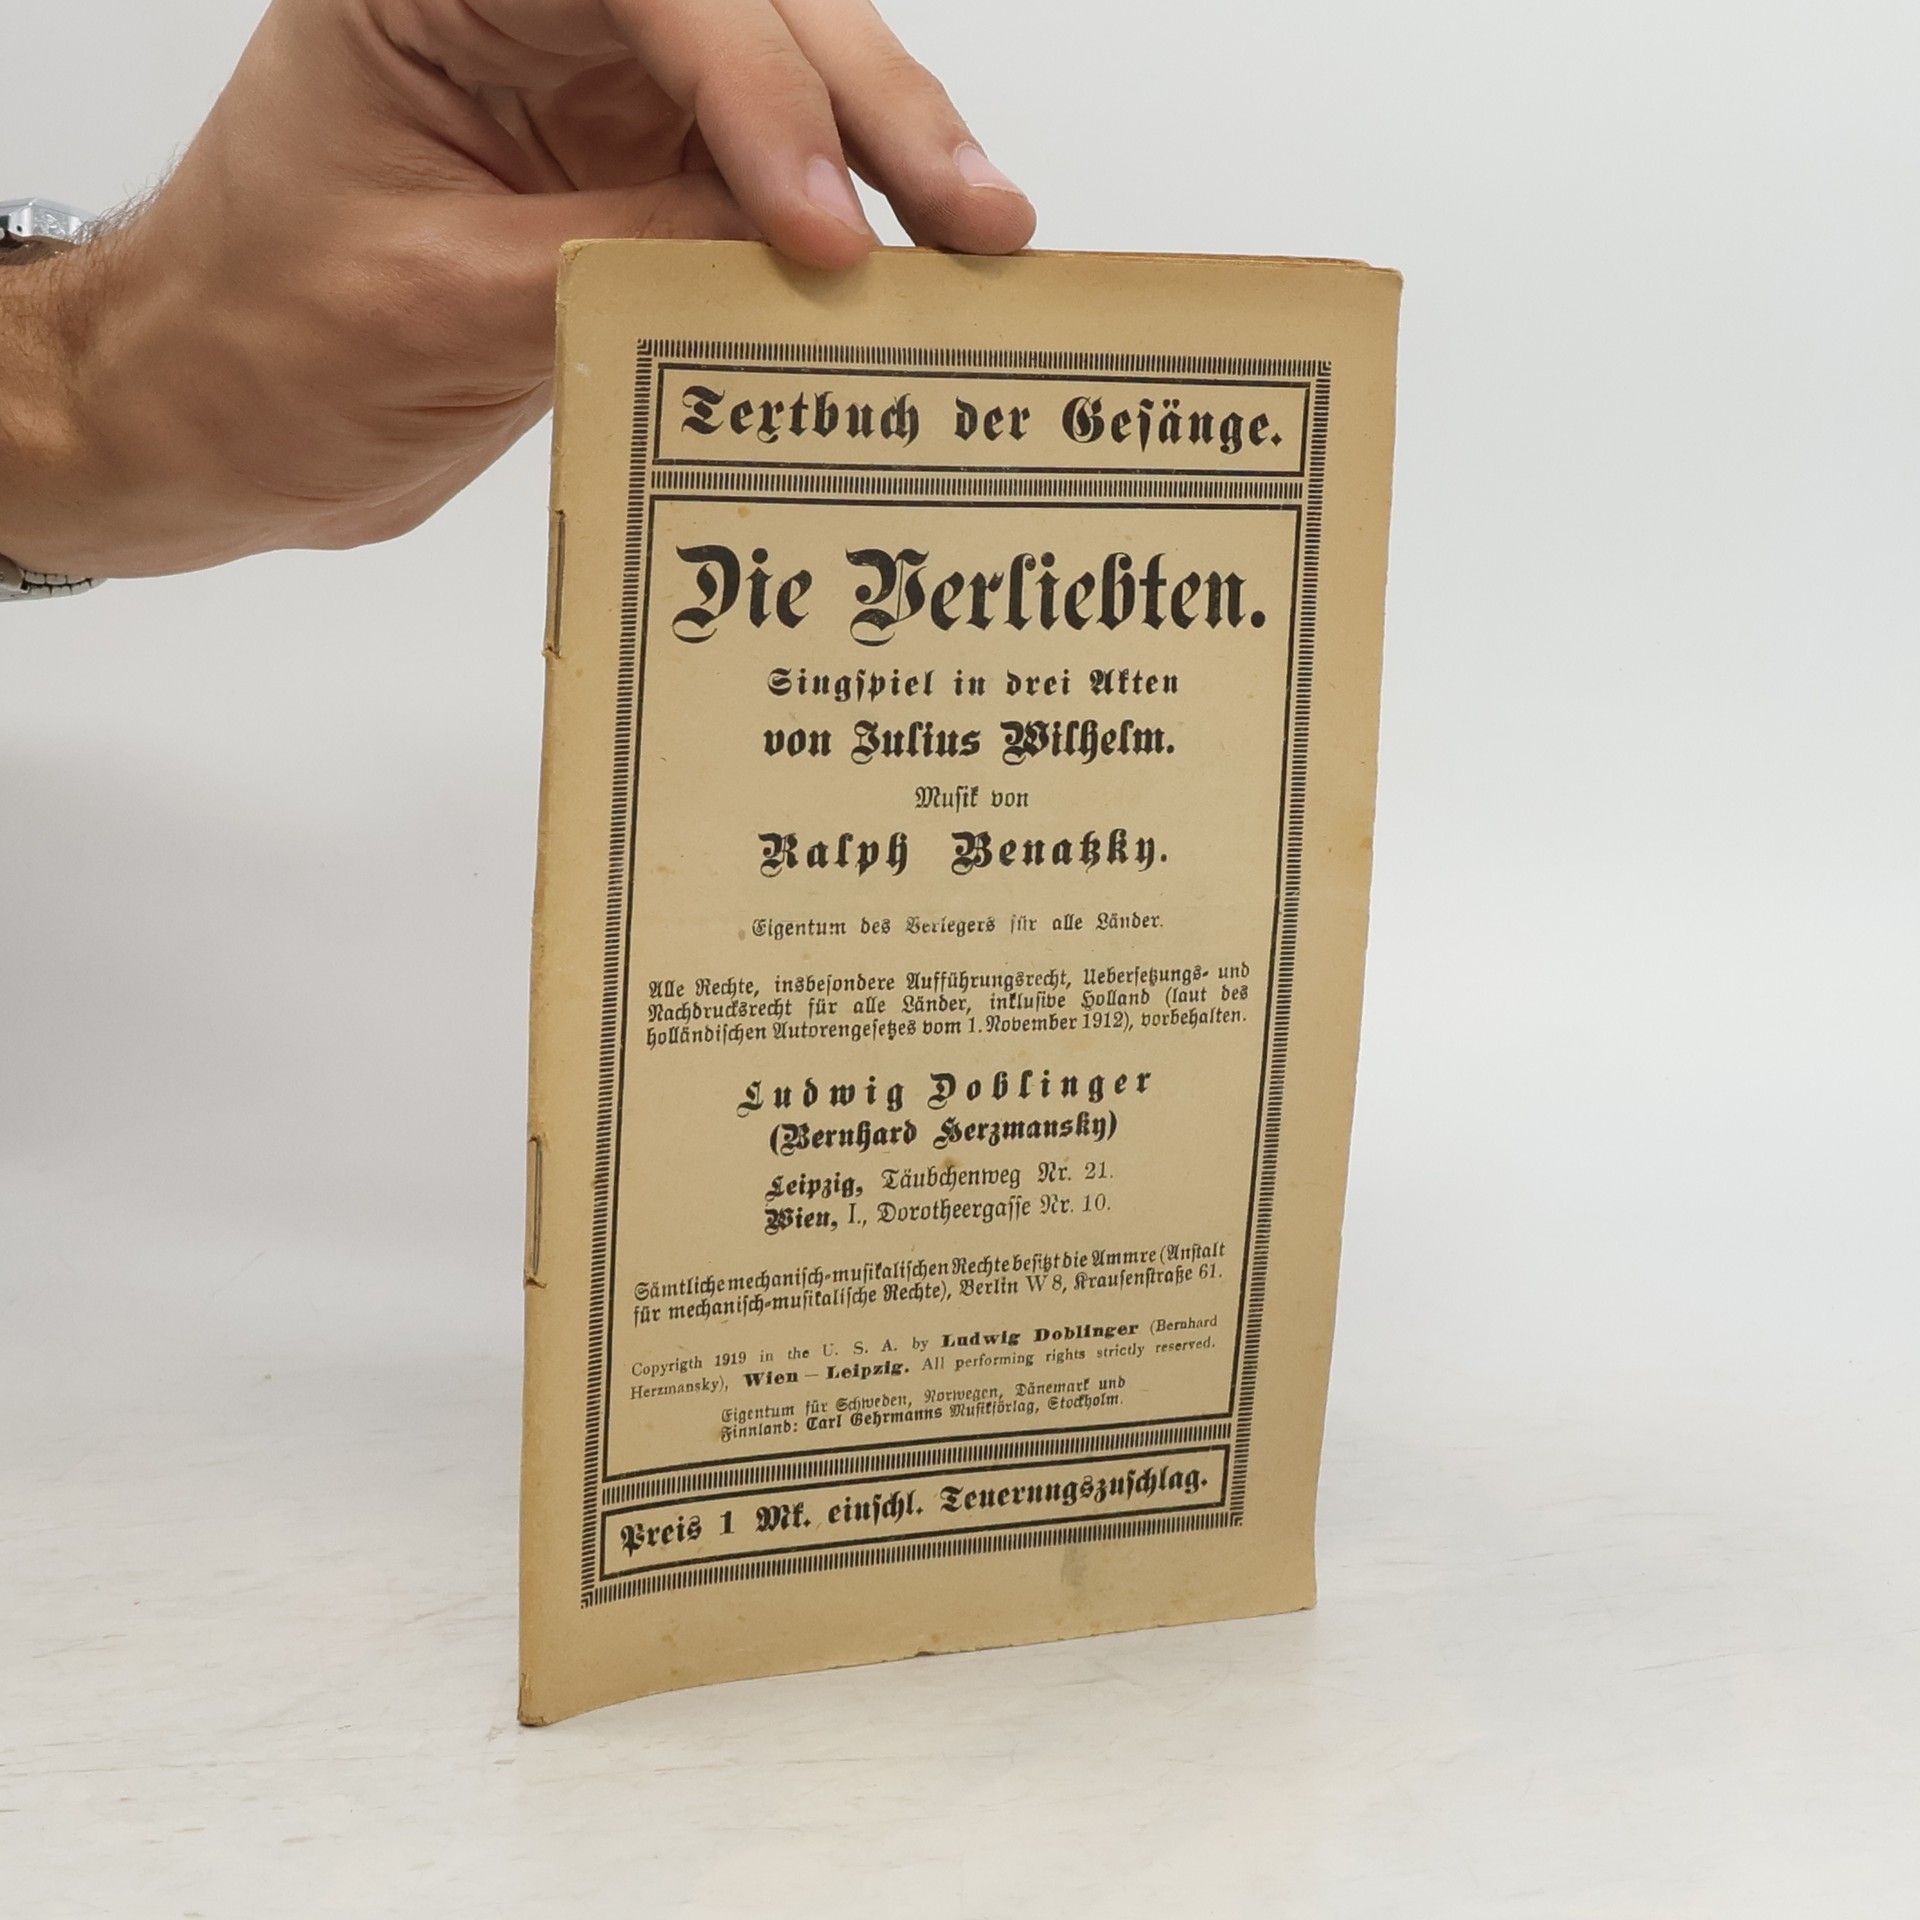 Textbuch der Gesänge.
Die Verliebten.
Singspiel in drei Akten
von Julius Wilhelm.
Musik von
Ralph Benatzky.
Eigentum des Verlegers für alle Länder.
Alle Rechte, insbesondere Aufführungsrecht, Uebersetzungs- und
Nachdrucksrecht für alle Länder, inklusive Holland (laut des
holländischen Autorengesetzes vom 1. November 1912), vorbehalten.
Ludwig Doblinger
(Bernhard Herzmansky)
Leipzig, Täubchenweg Nr. 21.
Wien, I., Dorotheergasse Nr. 10.
Sämtliche mechanisch-musikalischen Rechte besitzt die Ammre (Anstalt
für mechanisch-musikalische Rechte), Berlin W 8, Krausenstraße 61.
Copyrigth 1919 in the U. S. A. by Ludwig Doblinger (Bernhard
Herzmansky), Wien — Leipzig. All performing rights strictly reserved.
Eigentum für Schweden, Norwegen, Dänemark und
Finnland: Carl Gehrmanns Musikförlag, Stockholm.
Preis 1 Mk. einschl. Teuerungszuschlag.